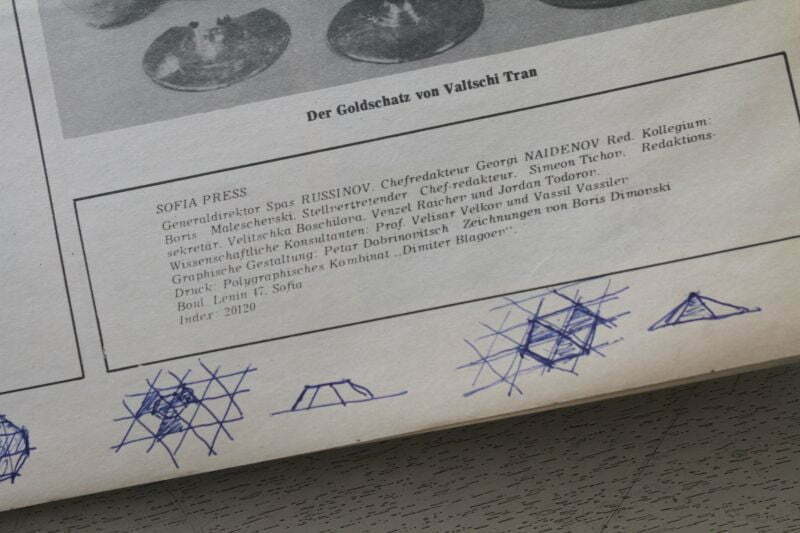 Der Goldschatz von Valtschi Tran
SOFIA PRESS
Generaldirektor Spas RUSSINOV. Chefredakteur Georgi NAIDENOV Red. Kollegium:
Boris Maleschevski. Stellvertretender Chef-redakteur. Simeon Tichov. Redaktions-
sekretär. Velitschka Boschilova. Venzel Raichev und Jordan Todorov.
Wissenschaftliche Konsultanten: Prof. Velisar Velkov und Vassil Vassilev
Graphische Gestaltung: Petar Dobrinovitsch Zeichnungen von Boris Dimovski
Druck: Polygraphisches Kombinat „Dimiter Blagoev".
Boul. Lenin 47, Sofia
Index: 20120